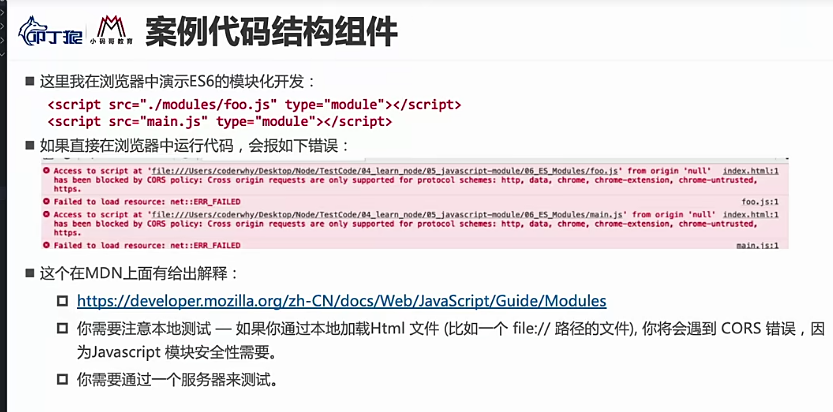 叩丁狼
小码哥教育
案例代码结构组件
■ 这里我在浏览器中演示ES6的模块化开发：
<script src="./modules/foo.js" type="module"></script>
<script src="main.js" type="module"></script>
■ 如果直接在浏览器中运行代码，会报如下错误：
Access to script at 'file:///Users/coderwhy/Desktop/Node/TestCode/04_learn_node/05_javascript-module/06_ES_Modules/foo.js' from origin 'null' index.html:1
has been blocked by CORS policy: Cross origin requests are only supported for protocol schemes: http, data, chrome, chrome-extension, chrome-untrusted,
https.
Failed to load resource: net::ERR_FAILED foo.js:1
Access to script at 'file:///Users/coderwhy/Desktop/Node/TestCode/04_learn_node/05_javascript-module/06_ES_Modules/main.js' from origin 'null' index.html:1
has been blocked by CORS policy: Cross origin requests are only supported for protocol schemes: http, data, chrome, chrome-extension, chrome-untrusted,
https.
Failed to load resource: net::ERR_FAILED main.js:1
■ 这个在MDN上面有给出解释：
https://developer.mozilla.org/zh-CN/docs/Web/JavaScript/Guide/Modules
你需要注意本地测试 — 如果你通过本地加载Html 文件 (比如一个 file:// 路径的文件), 你将会遇到 CORS 错误，因
为Javascript 模块安全性需要。
你需要通过一个服务器来测试。